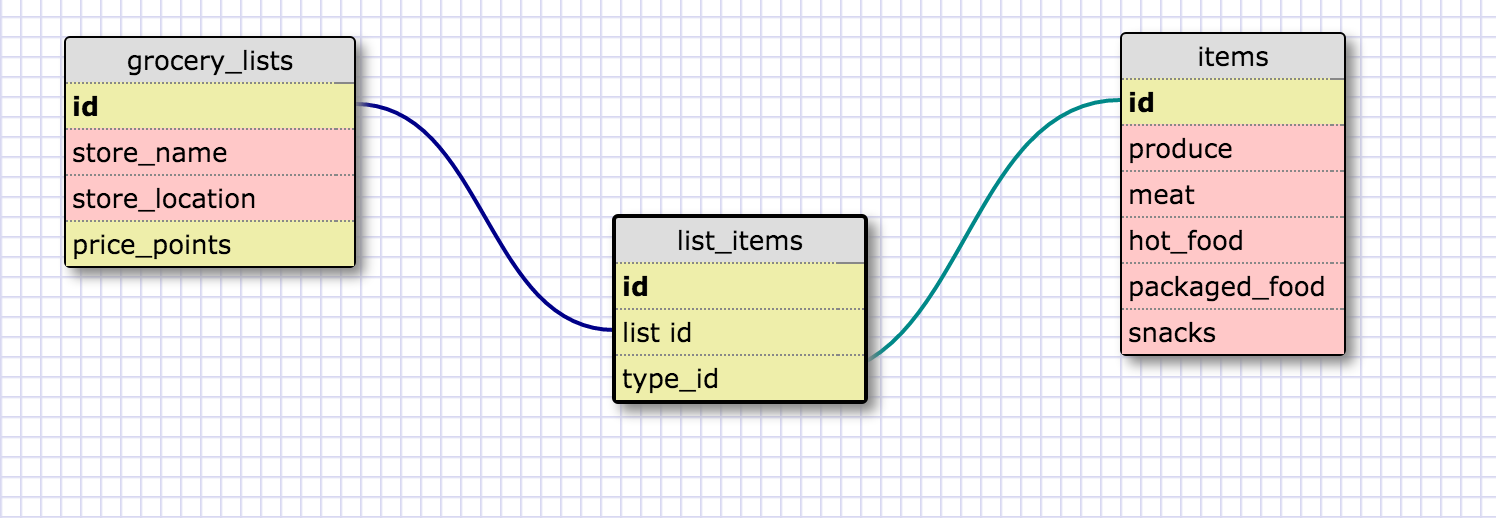 grocery_lists
id
store_name
store_location
price_points
list_items
id
list id
type_id
items
id
produce
meat
hot_food
packaged_food
snacks